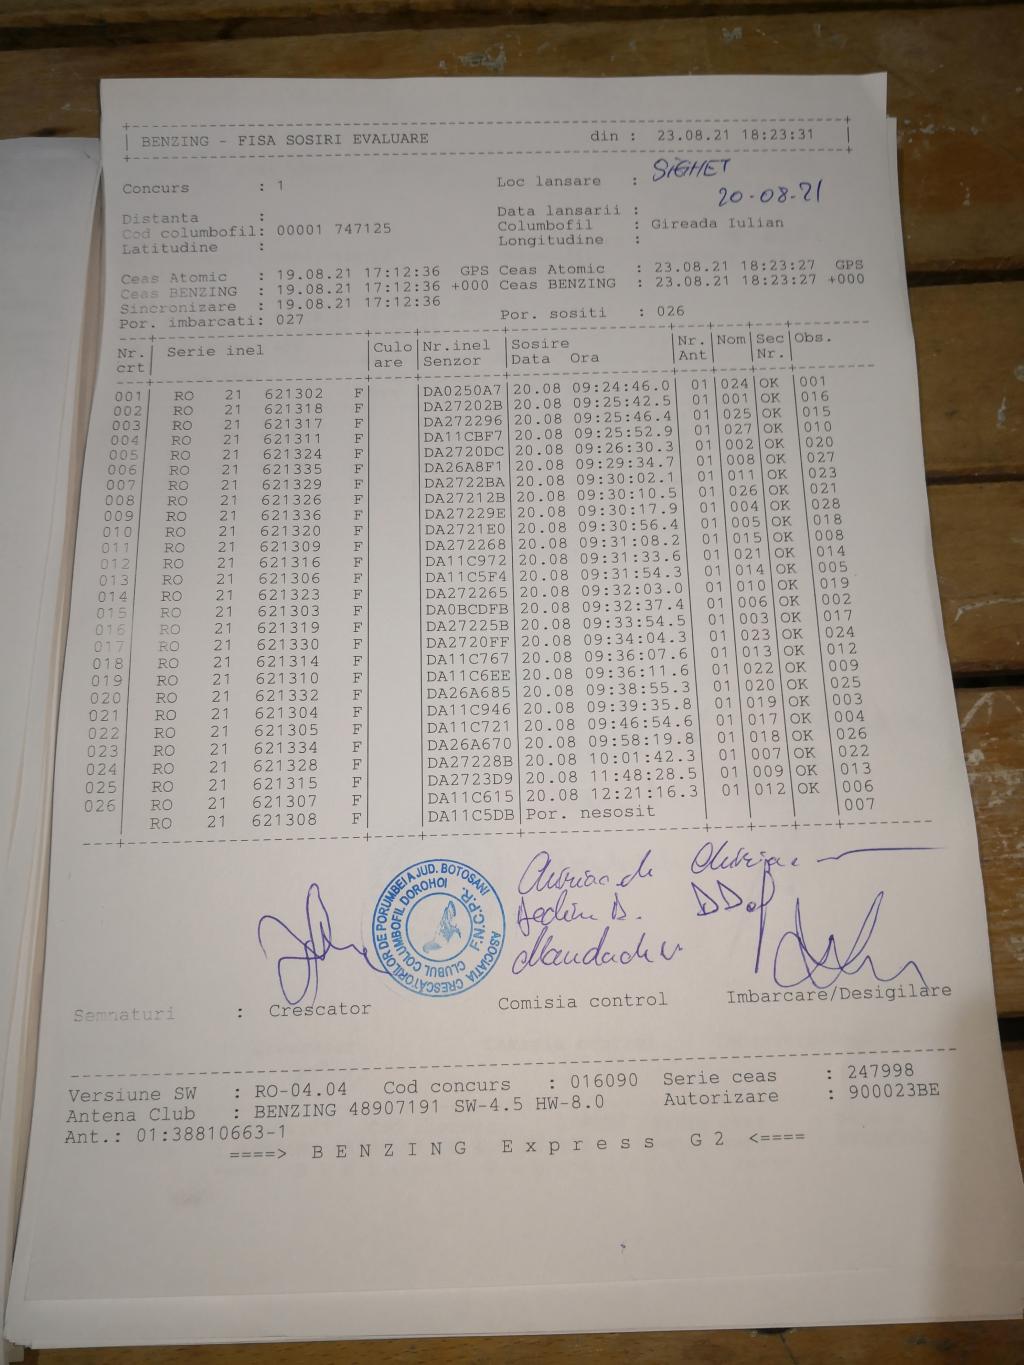 BENZING - FISA SOSIRI EVALUARE din : 23.08.21 18:23:31
Concurs : 1 Loc lansare : SIGHET
20-08-21
Distanta : Data lansarii :
Cod columbofil: 00001 747125 Columbofil : Gireada Iulian
Latitudine : Longitudine :
Ceas Atomic : 19.08.21 17:12:36 GPS Ceas Atomic : 23.08.21 18:23:27 GPS
Ceas BENZING : 19.08.21 17:12:36 +000 Ceas BENZING : 23.08.21 18:23:27 +000
Sincronizare : 19.08.21 17:12:36
Por. imbarcati: 027 Por. sositi : 026
Nr. Serie inel Culo Nr.inel Sosire Nr. Nom Sec Obs.
crt are Senzor Data Ora Ant Nr.
001 RO 21 621302 F DA0250A7 20.08 09:24:46.0 01 024 OK 001
002 RO 21 621318 F DA27202B 20.08 09:25:42.5 01 001 OK 016
003 RO 21 621317 F DA272296 20.08 09:25:46.4 01 025 OK 015
004 RO 21 621311 F DA11CBF7 20.08 09:25:52.9 01 027 OK 010
005 RO 21 621324 F DA2720DC 20.08 09:26:30.3 01 002 OK 020
006 RO 21 621335 F DA26A8F1 20.08 09:29:34.7 01 008 OK 027
007 RO 21 621329 F DA2722BA 20.08 09:30:02.1 01 011 OK 023
008 RO 21 621326 F DA27212B 20.08 09:30:10.5 01 026 OK 021
009 RO 21 621336 F DA27229E 20.08 09:30:17.9 01 004 OK 028
010 RO 21 621320 F DA2721E0 20.08 09:30:56.4 01 005 OK 018
011 RO 21 621309 F DA272268 20.08 09:31:08.2 01 015 OK 008
012 RO 21 621316 F DA11C972 20.08 09:31:33.6 01 021 OK 014
013 RO 21 621306 F DA11C5F4 20.08 09:31:54.3 01 014 OK 005
014 RO 21 621323 F DA272265 20.08 09:32:03.0 01 010 OK 019
015 RO 21 621303 F DA0BCDFB 20.08 09:32:37.4 01 006 OK 002
016 RO 21 621319 F DA27225B 20.08 09:33:54.5 01 003 OK 017
017 RO 21 621330 F DA2720FF 20.08 09:34:04.3 01 023 OK 024
018 RO 21 621314 F DA11C767 20.08 09:36:07.6 01 013 OK 012
019 RO 21 621310 F DA11C6EE 20.08 09:36:11.6 01 022 OK 009
020 RO 21 621332 F DA26A685 20.08 09:38:55.3 01 020 OK 025
021 RO 21 621304 F DA11C946 20.08 09:39:35.8 01 019 OK 003
022 RO 21 621305 F DA11C721 20.08 09:46:54.6 01 017 OK 004
023 RO 21 621334 F DA26A670 20.08 09:58:19.8 01 018 OK 026
024 RO 21 621328 F DA27228B 20.08 10:01:42.3 01 007 OK 022
025 RO 21 621315 F DA2723D9 20.08 11:48:28.5 01 009 OK 013
026 RO 21 621307 F DA11C615 20.08 12:21:16.3 01 012 OK 006
RO 21 621308 F DA11C5DB Por. nesosit 007
ASOCIATIA CRESCATORILOR DE PORUMBEI A JUD. BOTOSANI
CLUBUL COLUMBOFIL DOROHOI
F.N.C.P.R.
Semnaturi : Crescator Comisia control Imbarcare/Desigilare
Versiune SW : RO-04.04 Cod concurs : 016090 Serie ceas : 247998
Antena Club : BENZING 48907191 SW-4.5 HW-8.0 Autorizare : 900023BE
Ant.: 01:38810663-1
====> B E N Z I N G E x p r e s s G 2 <====